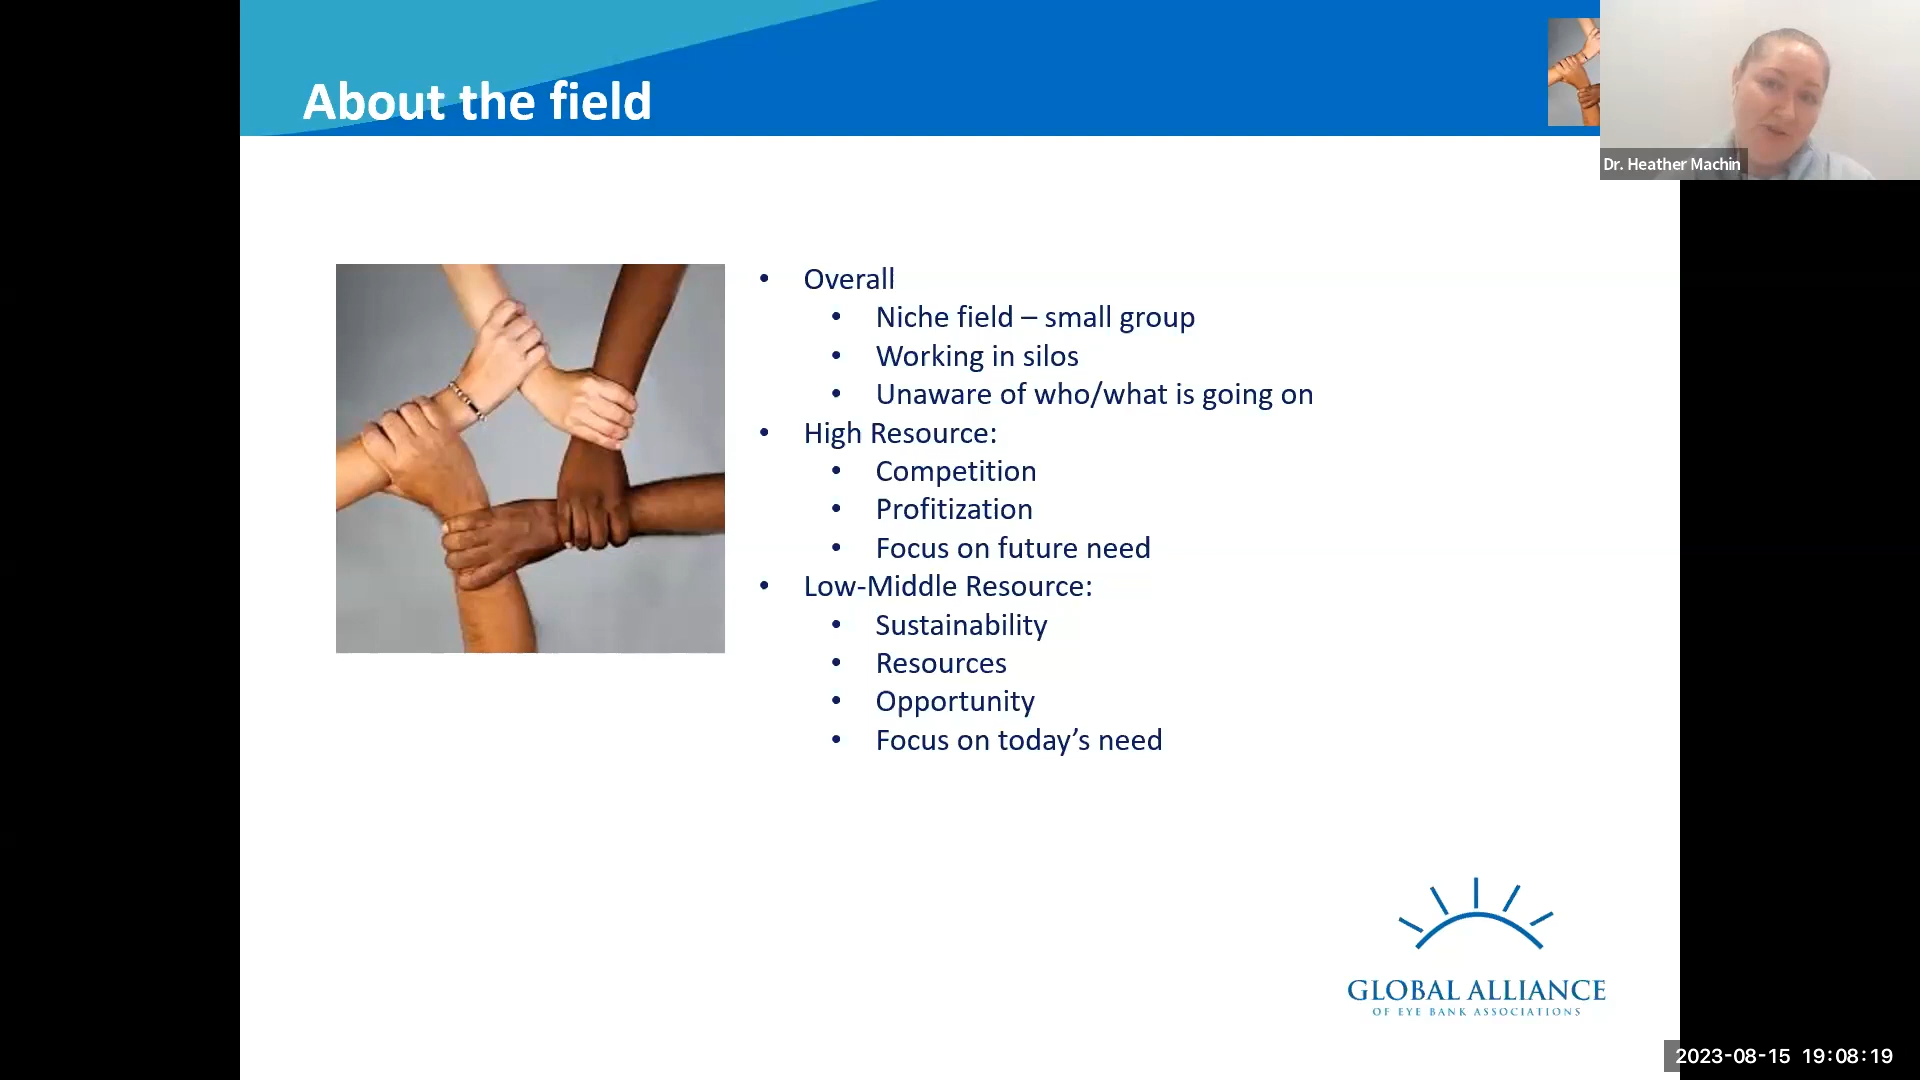 About the field
Dr. Heather Machin
• Overall
• Niche field – small group
• Working in silos
• Unaware of who/what is going on
• High Resource:
• Competition
• Profitization
• Focus on future need
• Low-Middle Resource:
• Sustainability
• Resources
• Opportunity
• Focus on today’s need
GLOBAL ALLIANCE
OF EYE BANK ASSOCIATIONS
2023-08-15 19:08:19